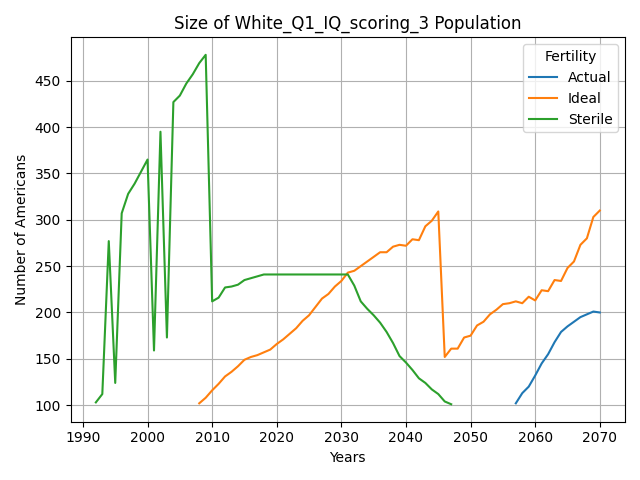 Size of White_Q1_IQ_scoring_3 Population
Fertility
Actual
Ideal
Sterile
Number of Americans
450
400
350
300
250
200
150
100
1990 2000 2010 2020 2030 2040 2050 2060 2070
Years